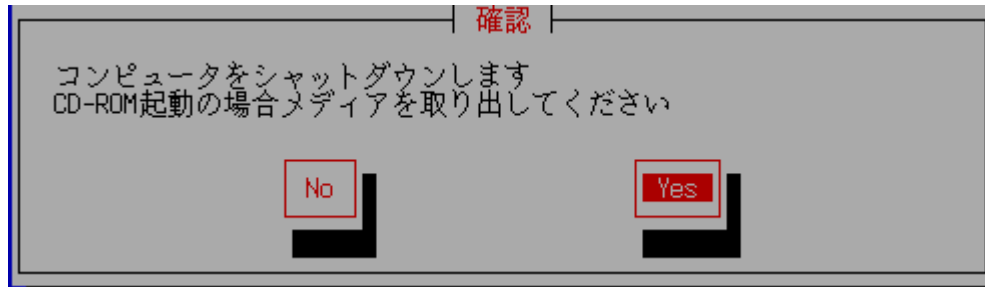 確認
コンピュータをシャットダウンします
CD-ROM起動の場合メディアを取り出してください
No Yes